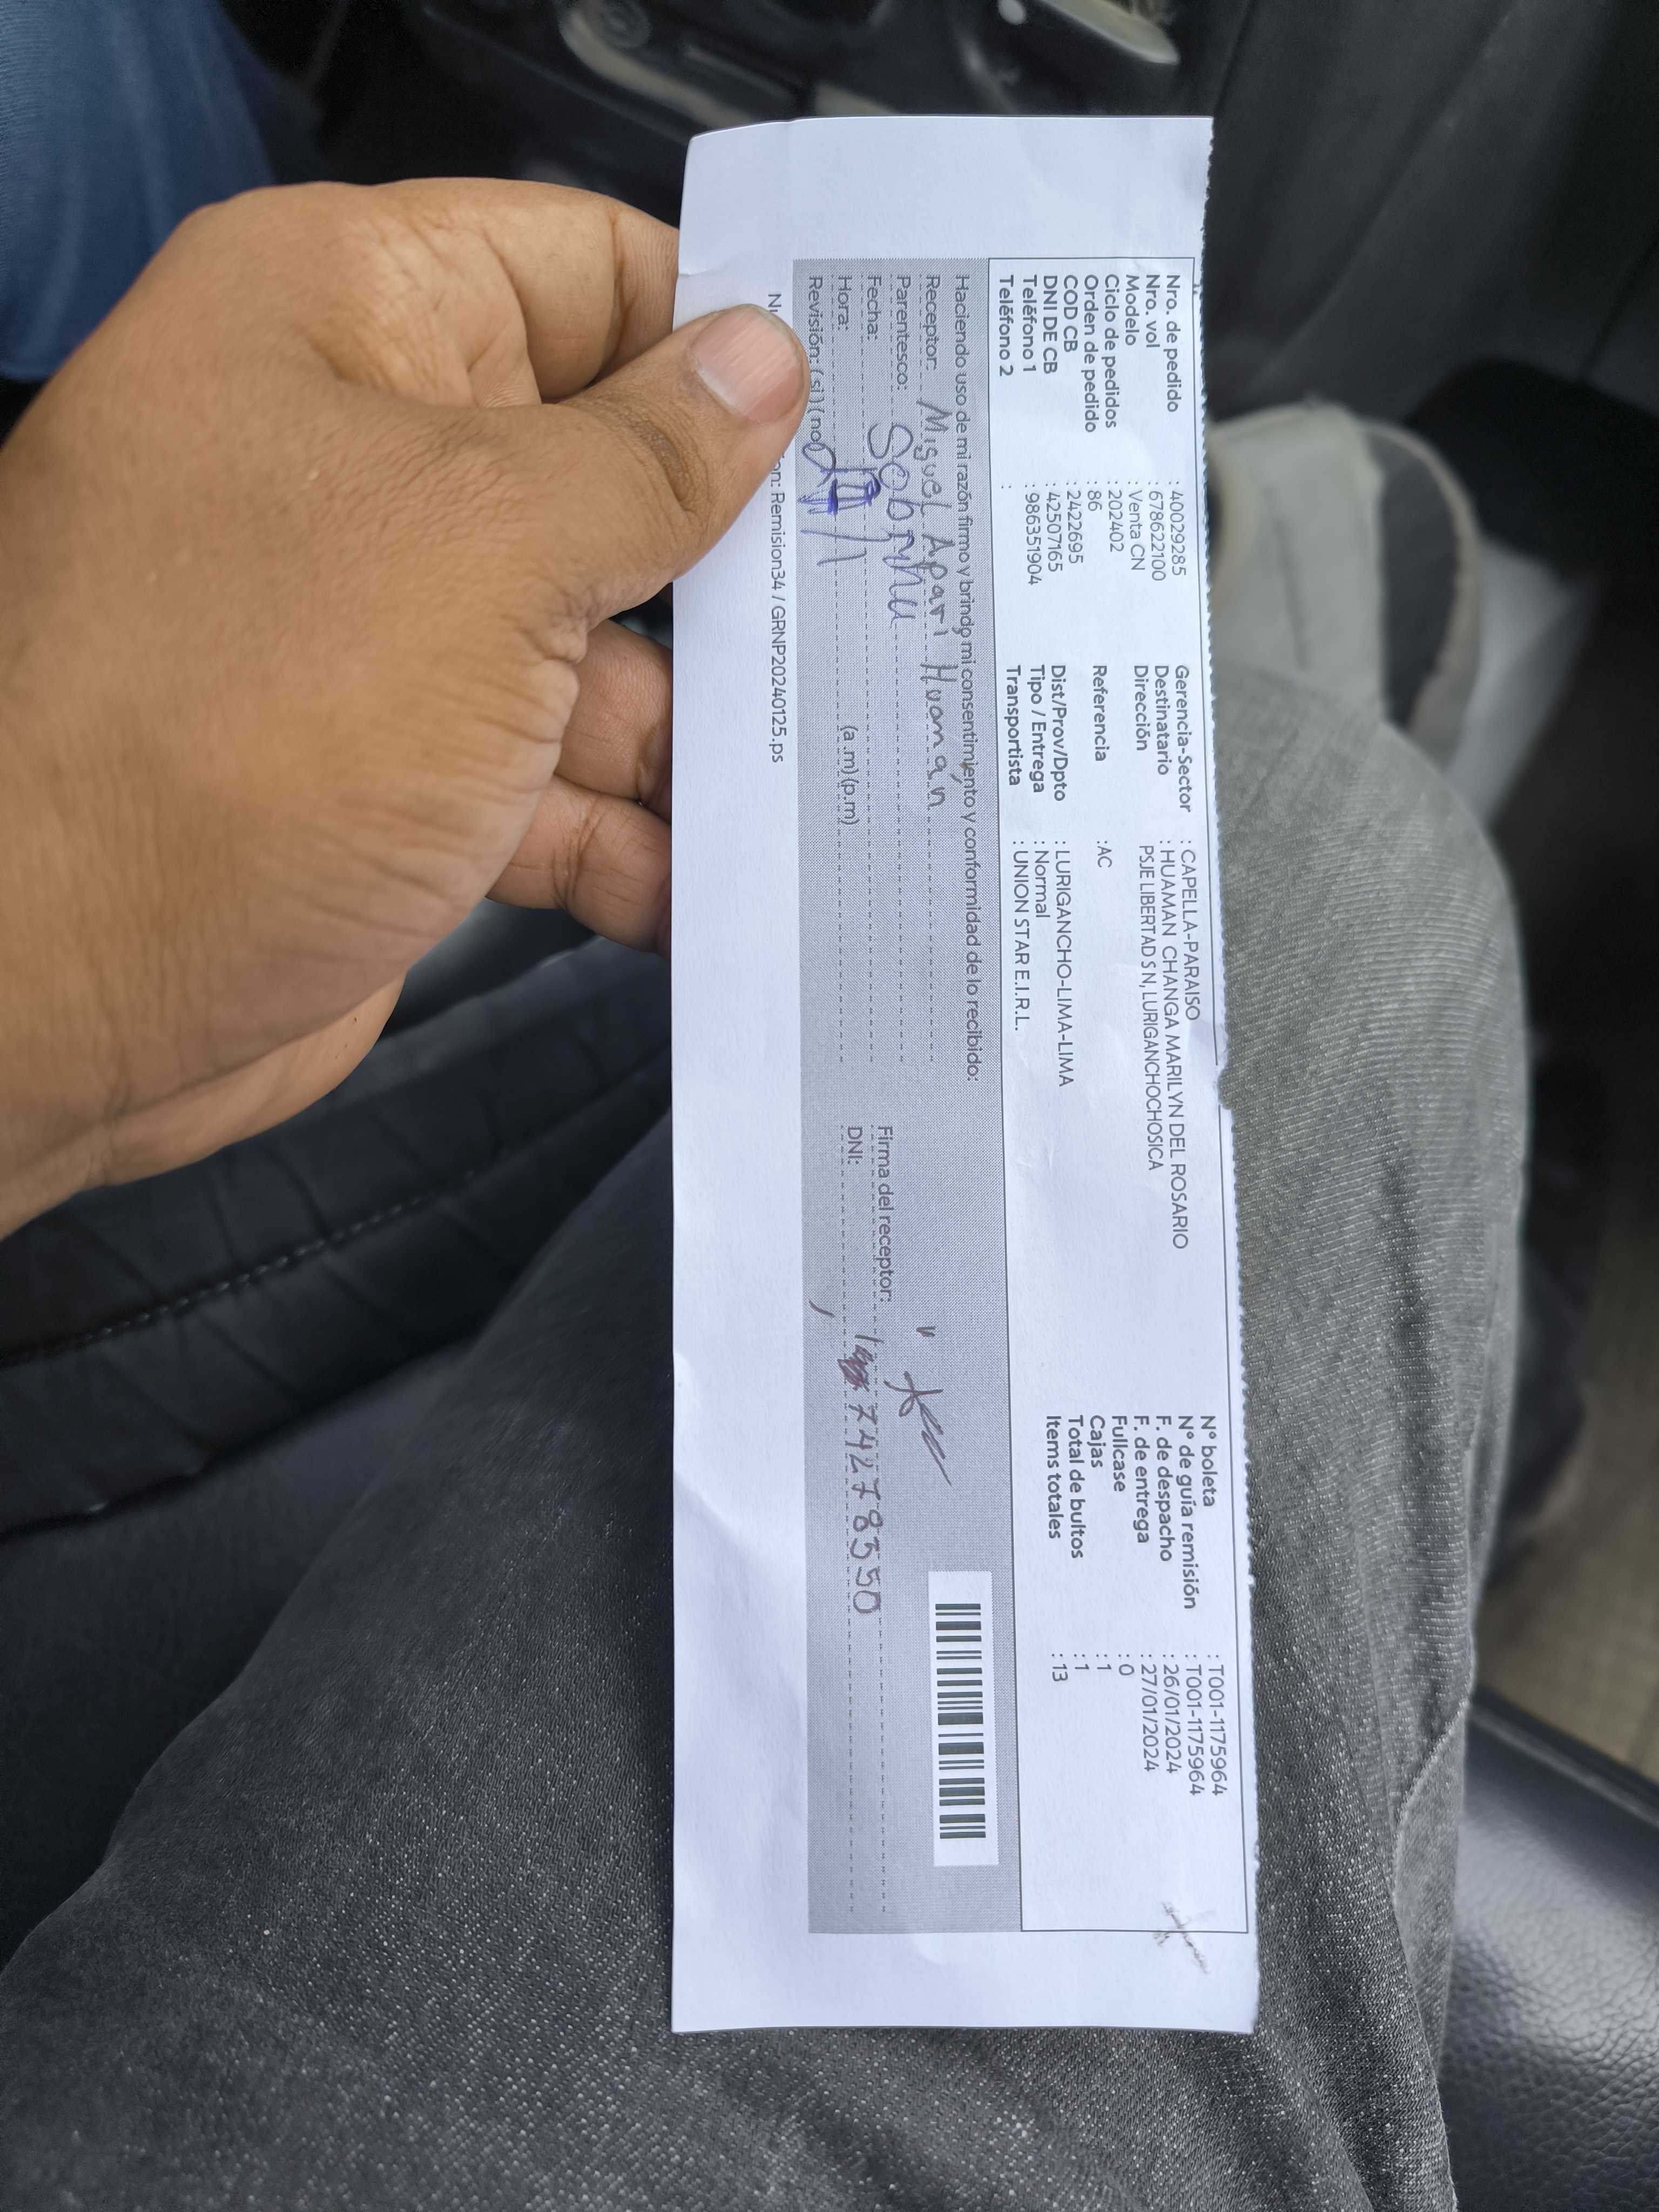 Nro. de pedido : 40029285
Nro. vol : 678622100
Modelo : Venta CN
Ciclo de pedidos : 202402
Orden de pedido : 86
COD CB : 2422695
DNI DE CB : 42507165
Teléfono 1 : 986351904
Teléfono 2 :
Gerencia-Sector : CAPELLA-PARAISO
Destinatario : HUAMAN CHANGA MARILYN DEL ROSARIO
Dirección PSJE LIBERTAD S N, LURIGANCHOCHOSICA
Referencia : AC
Dist/Prov/Dpto : LURIGANCHO-LIMA-LIMA
Tipo / Entrega : Normal
Transportista : UNION STAR E.I.R.L.
N° boleta : T001-1175964
N° de guía remisión : T001-1175964
F. de despacho : 26/01/2024
F. de entrega : 27/01/2024
Fullcase : 0
Cajas : 1
Total de bultos : 1
Items totales : 13
Haciendo uso de mi razón firmo y brindo mi consentimiento y conformidad de lo recibido:
Receptor: Miguel Apari Huamán
Parentesco:
Fecha:
Hora: (a .m) (p.m)
Revisión: ( si ) ( no )
Firma del receptor:
DNI: 74278550
Remision34 / GRNP20240125.ps